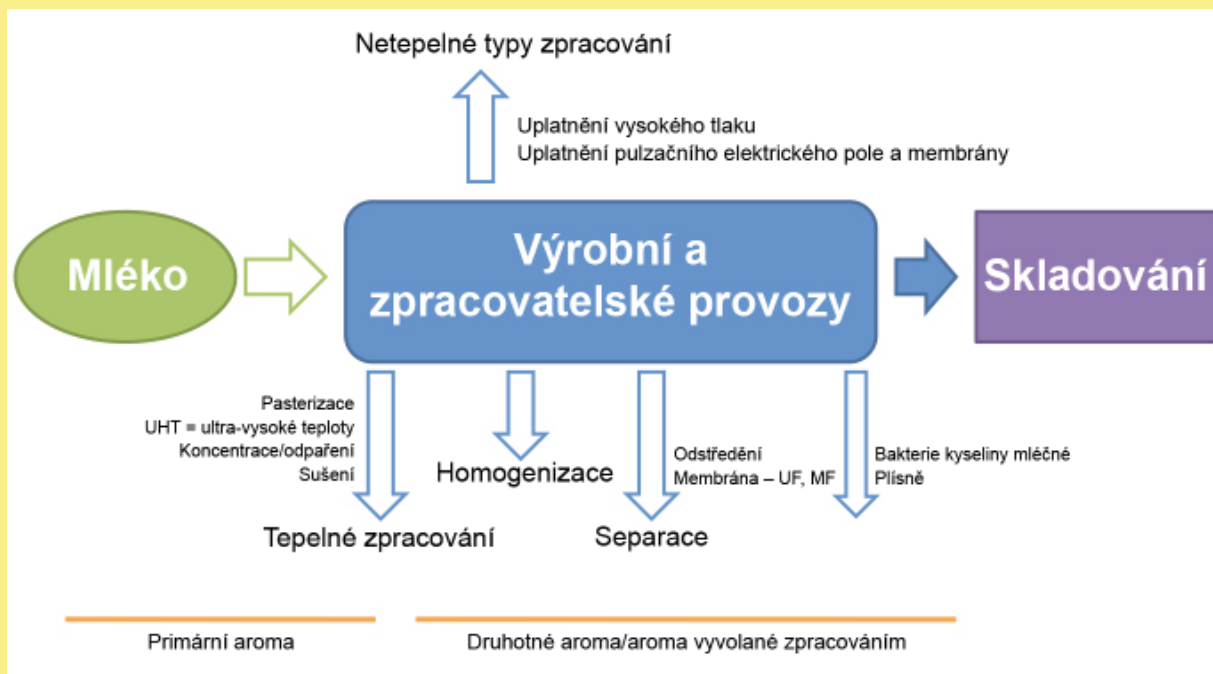 Netepelné typy zpracování
Uplatnění vysokého tlaku
Uplatnění pulzačního elektrického pole a membrány
Mléko
Výrobní a
zpracovatelské provozy
Skladování
Pasterizace
UHT = ultra-vysoké teploty
Koncentrace/odpaření
Sušení
Tepelné zpracování
Homogenizace
Odstředění
Membrána – UF, MF
Separace
Bakterie kyseliny mléčné
Plísně
Primární aroma
Druhotné aroma/aroma vyvolané zpracováním